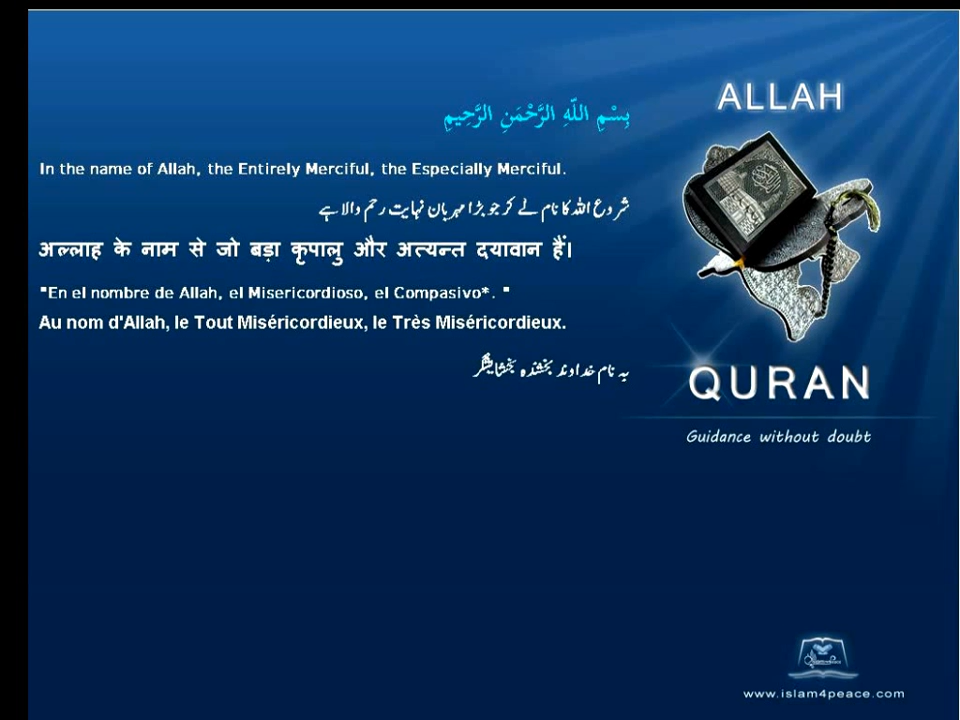 بِسْمِ اللّهِ الرَّحْمَنِ الرَّحِيمِ
In the name of Allah, the Entirely Merciful, the Especially Merciful.
شروع الله کا نام لے کر جو بڑا مہربان نہایت رحم والا ہے
अल्लाह के नाम से जो बड़ा कृपालु और अत्यन्त दयावान हैं।
"En el nombre de Allah, el Misericordioso, el Compasivo*. "
Au nom d'Allah, le Tout Miséricordieux, le Très Miséricordieux.
به نام خداوند بخشنده بخشایشگر
ALLAH
QURAN
Guidance without doubt
www.islam4peace.com